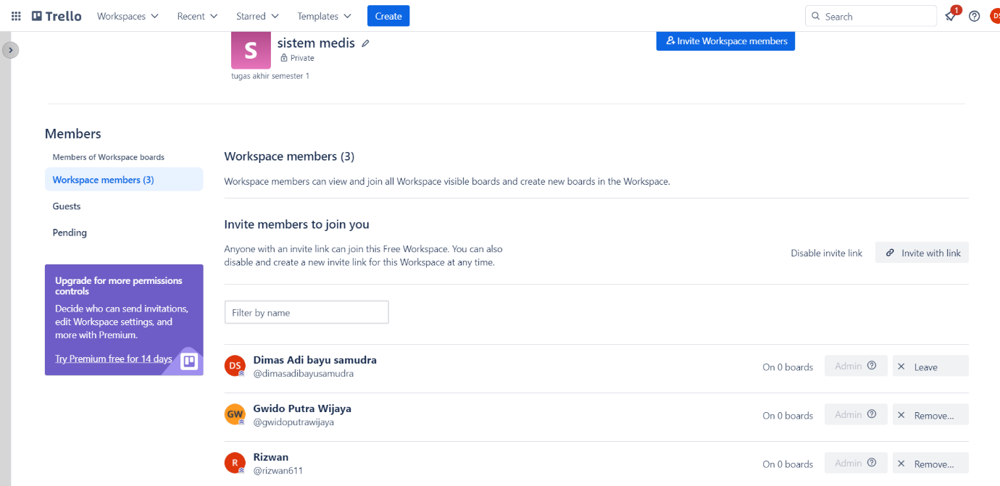 Trello Workspaces Recent Starred Templates Create Search 1 DS
S sistem medis Invite Workspace members
Private
tugas akhir semester 1
Members
Members of Workspace boards
Workspace members (3)
Guests
Pending
Upgrade for more permissions
controls
Decide who can send invitations,
edit Workspace settings, and
more with Premium.
Try Premium free for 14 days
Workspace members (3)
Workspace members can view and join all Workspace visible boards and create new boards in the Workspace.
Invite members to join you
Anyone with an invite link can join this Free Workspace. You can also
disable and create a new invite link for this Workspace at any time.
Disable invite link Invite with link
Filter by name
DS Dimas Adi bayu samudra
@dimasadibayusamudra
On 0 boards Admin Leave
GW Gwido Putra Wijaya
@gwidoputrawijaya
On 0 boards Admin Remove...
R Rizwan
@rizwan611
On 0 boards Admin Remove...